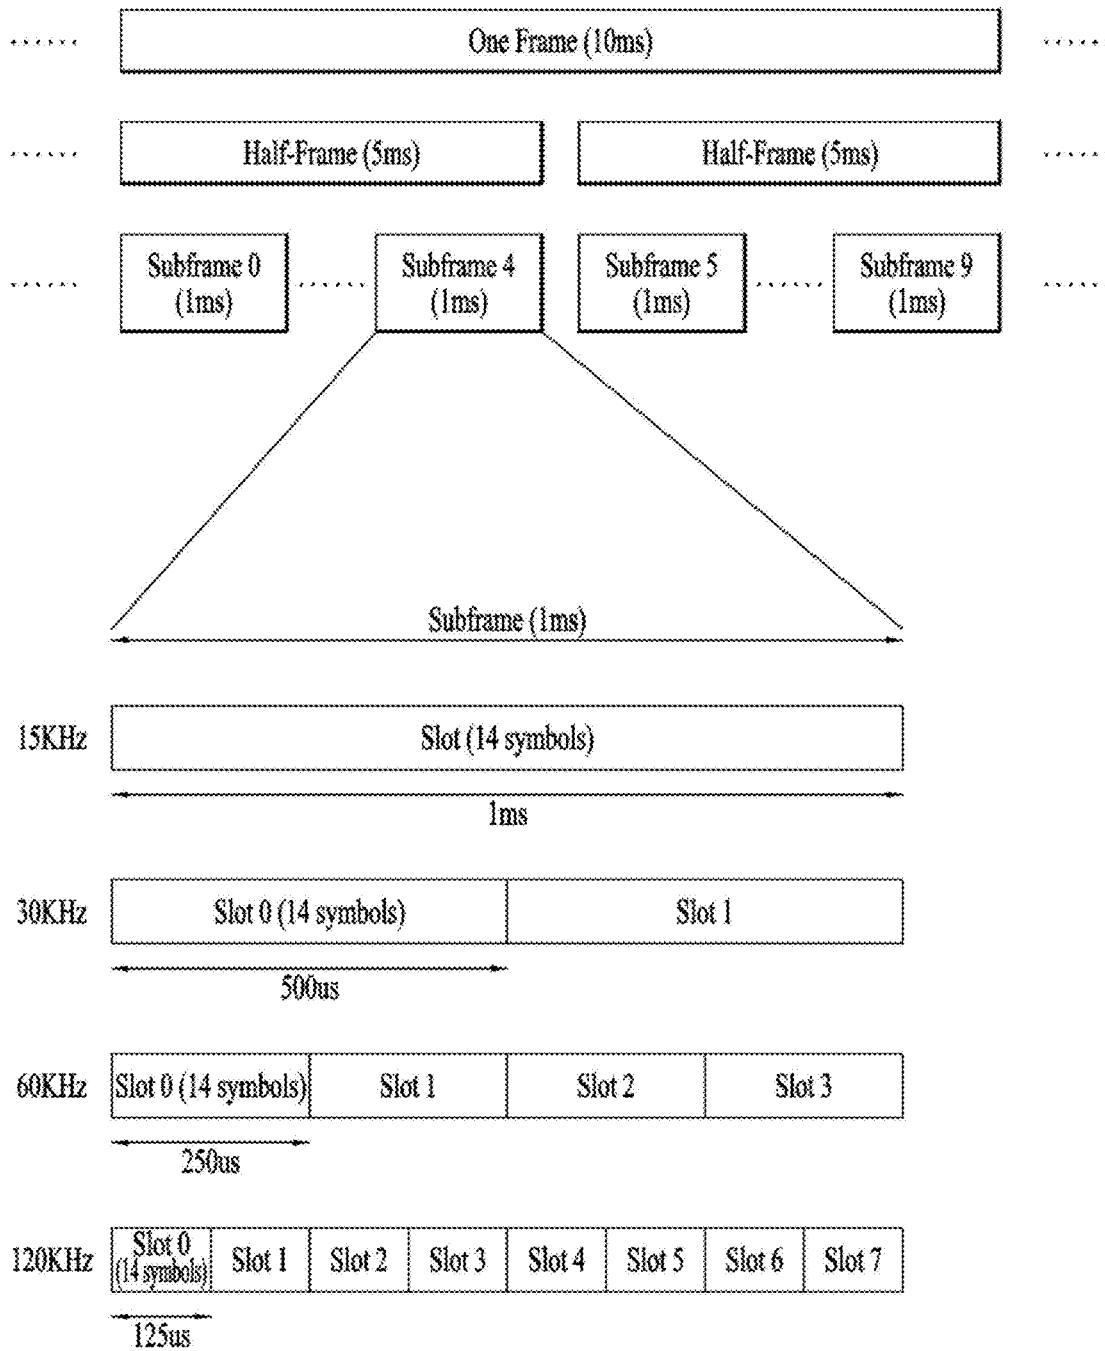 One Frame (10ms)
Half-Frame (5ms)
Half-Frame (5ms)
Subframe 0
(1ms)
Subframe 4
(1ms)
Subframe 5
(1ms)
Subframe 9
(1ms)
Subframe (1ms)
15KHz
Slot (14 symbols)
1ms
30KHz
Slot 0 (14 symbols)
Slot 1
500us
60KHz
Slot 0 (14 symbols)
Slot 1
Slot 2
Slot 3
250us
120KHz
Slot 0
(14 symbols)
Slot 1
Slot 2
Slot 3
Slot 4
Slot 5
Slot 6
Slot 7
125us